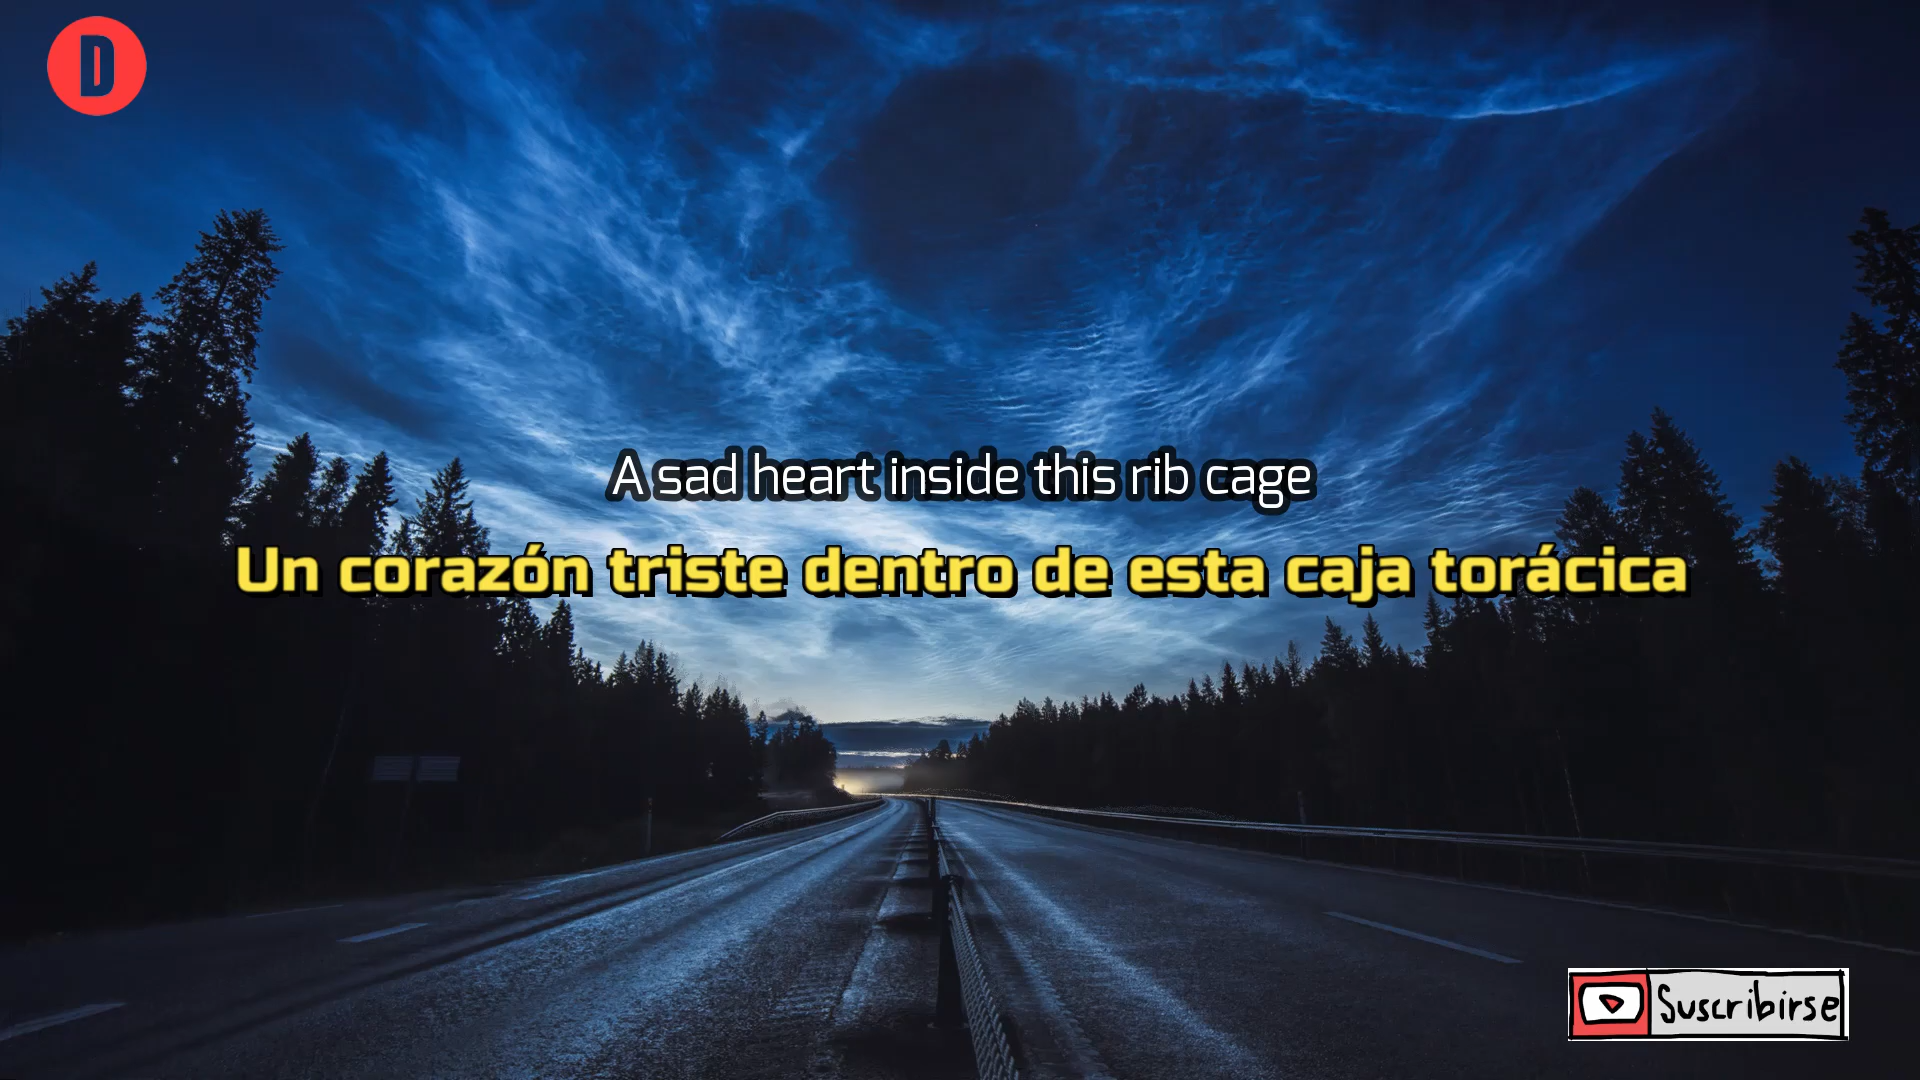 D
A sad heart inside this rib cage
Un corazón triste dentro de esta caja torácica
Suscribirse